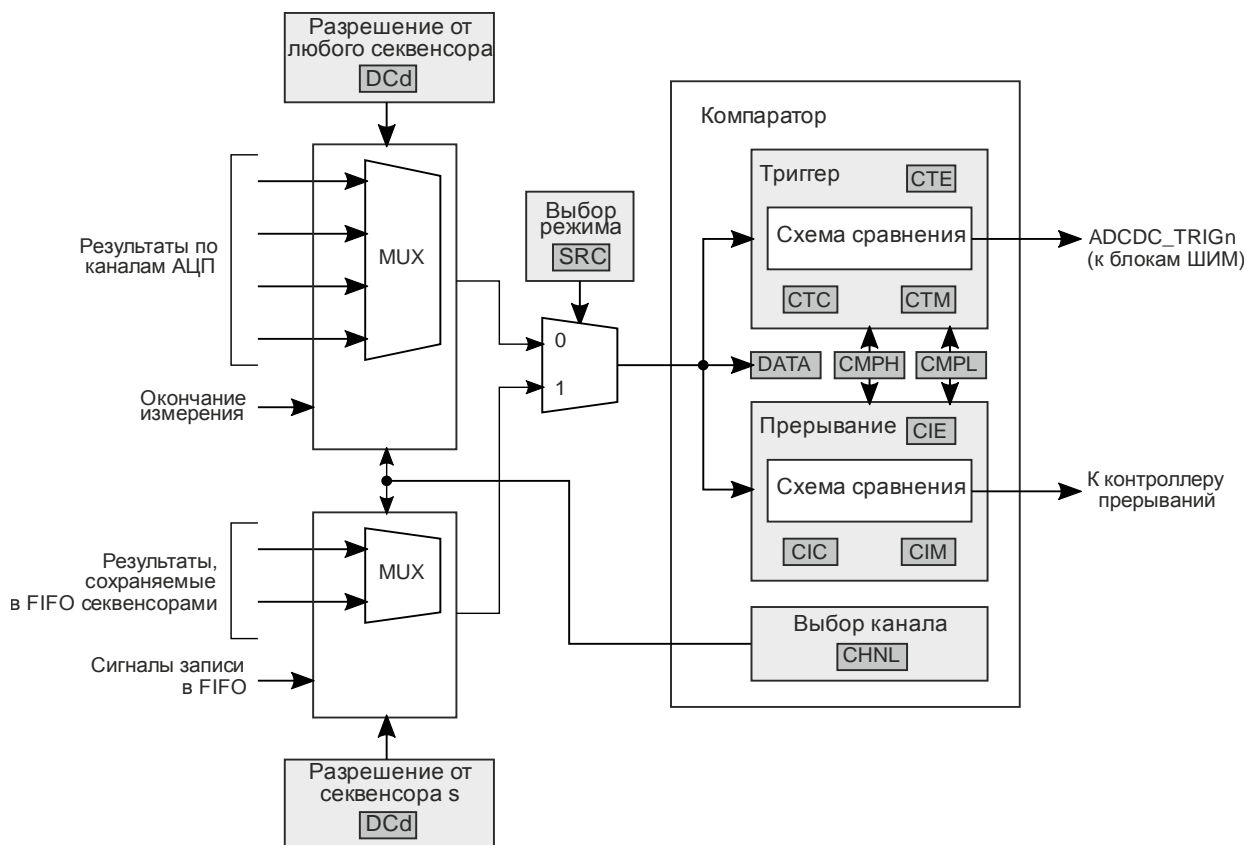 Разрешение от
любого секвенсора
DCd
Компаратор
Триггер
CTE
Схема сравнения
CTC
CTM
ADCDC_TRIGn
(к блокам ШИМ)
Выбор
режима
SRC
MUX
Результаты по
каналам АЦП
0
1
DATA
CMPH
CMPL
Окончание
измерения
Прерывание
CIE
Схема сравнения
CIC
CIM
К контроллеру
прерываний
MUX
Результаты,
сохраняемые
в FIFO секвенсорами
Выбор канала
CHNL
Сигналы записи
в FIFO
Разрешение от
секвенсора s
DCd